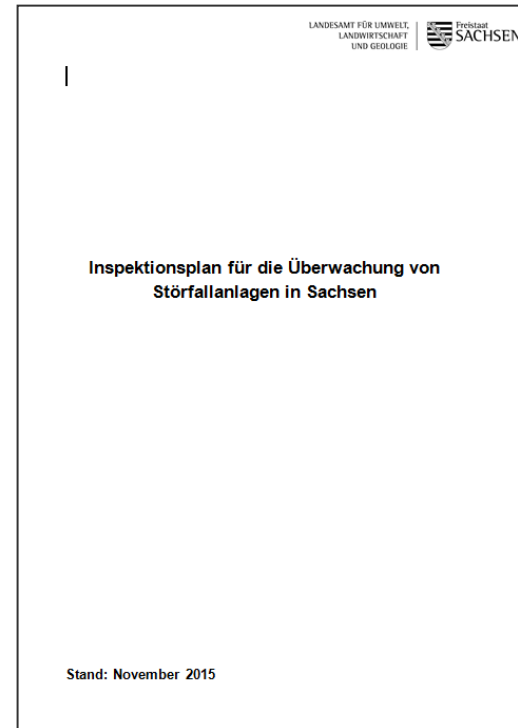 LANDESAMT FÜR UMWELT,
LANDWIRTSCHAFT
UND GEOLOGIE
Freistaat
SACHSEN
Inspektionsplan für die Überwachung von
Störfallanlagen in Sachsen
Stand: November 2015